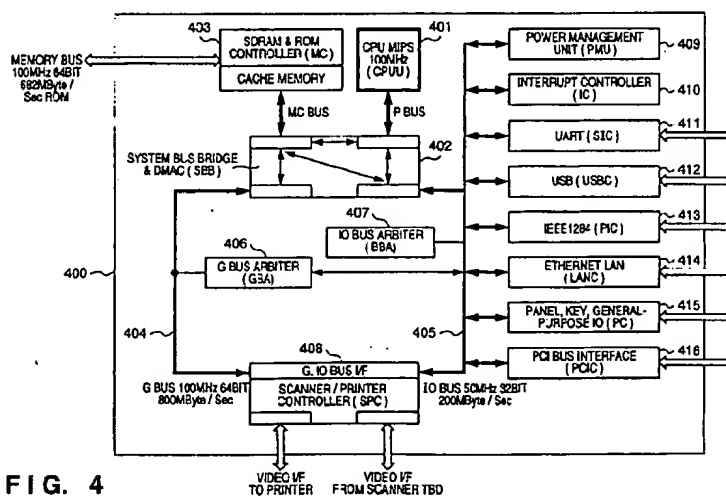 403
SDRAM & ROM
CONTROLLER (MC)
CACHE MEMORY
401
CPU MIPS
100MHz
(CPUU)
MEMORY BUS
100MHz 64BIT
682MByte /
Sec ROM
MC BUS
P BUS
SYSTEM BUS BRIDGE
& DMAC (SBB)
402
407
IO BUS ARBITER
(BBA)
406
G BUS ARBITER
(GBA)
400
404
405
408
G. IO BUS I/F
SCANNER / PRINTER
CONTROLLER (SPC)
G BUS 100MHz 64BIT
800MByte / Sec
IO BUS 50MHz 32BIT
200MByte / Sec
VIDEO I/F
TO PRINTER
VIDEO I/F
FROM SCANNER TBD
POWER MANAGEMENT
UNIT (PMU)
409
INTERRUPT CONTROLLER
(IC)
410
UART (SIC)
411
USB (USBC)
412
IEEE1284 (PIC)
413
ETHERNET LAN
(LANC)
414
PANEL, KEY, GENERAL-
PURPOSE IO (PC)
415
PCI BUS INTERFACE
(PCIC)
416
FIG. 4